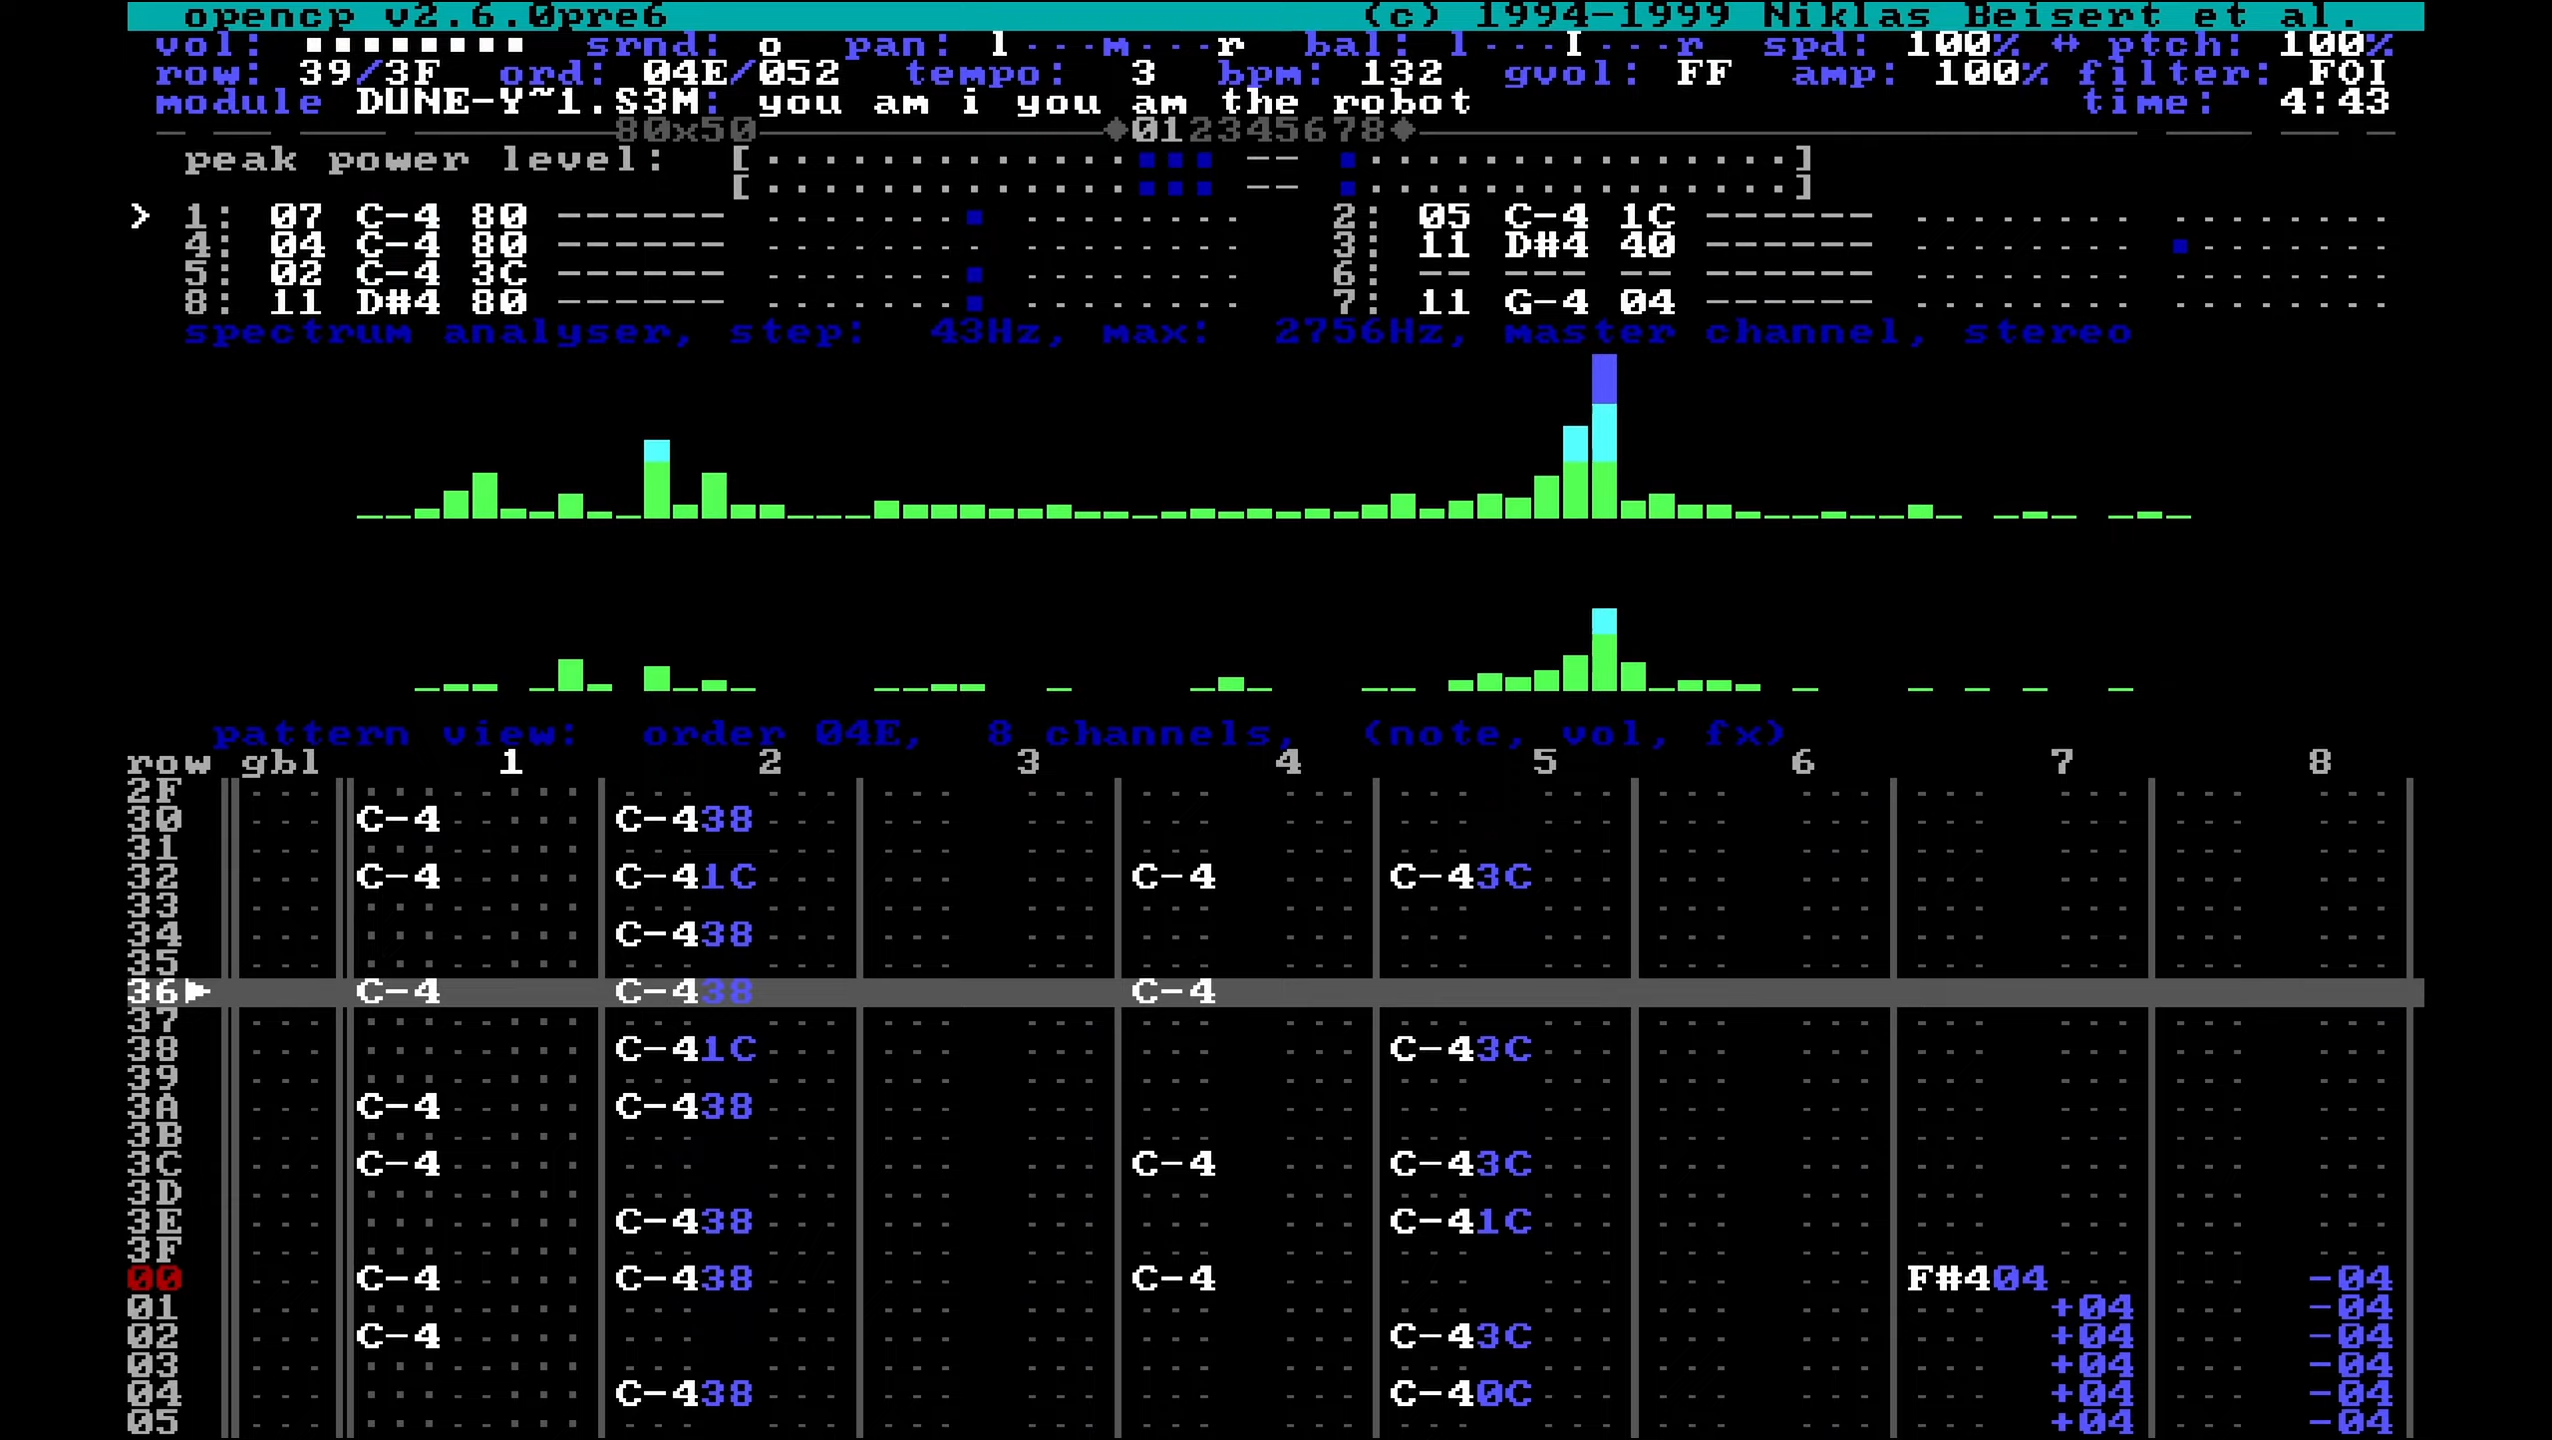 opencp v2.6.0pre6 (c) 1994-1999 Niklas Beisert et al.
vol: ▪▪▪▪▪▪▪▪ srnd: o pan: l---m---r bal: l---I---r spd: 100% ↔ ptch: 100%
row: 39/3F ord: 04E/052 tempo: 3 bpm: 132 gvol: FF amp: 100% filter: FOI
module DUNE-Y~1.S3M: you am i you am the robot time: 4:43
80x50 ◆012345678◆
peak power level: [ -- ]
[ -- ]
> 1: 07 C-4 80 ------ 2: 05 C-4 1C ------
4: 04 C-4 80 ------ 3: 11 D#4 40 ------
5: 02 C-4 3C ------ 6: -- --- -- ------
8: 11 D#4 80 ------ 7: 11 G-4 04 ------
spectrum analyser, step: 43Hz, max: 2756Hz, master channel, stereo
pattern view: order 04E, 8 channels, (note, vol, fx)
row gbl 1 2 3 4 5 6 7 8
2F
30 C-4 C-438
31
32 C-4 C-41C C-4 C-43C
33
34 C-438
35
36► C-4 C-438 C-4
37
38 C-41C C-43C
39
3A C-4 C-438
3B
3C C-4 C-4 C-43C
3D
3E C-438 C-41C
3F
00 C-4 C-438 C-4 F#404 -04
01 +04 -04
02 C-4 C-43C +04 -04
03 +04 -04
04 C-438 C-40C +04 -04
05 +04 -04